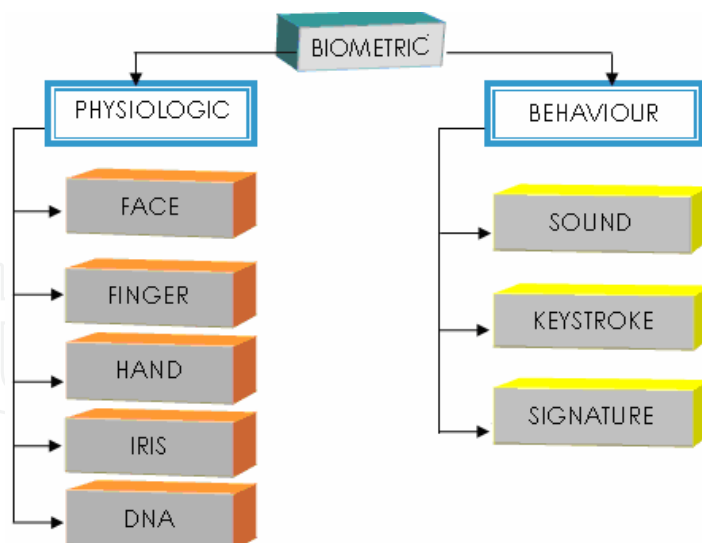 BIOMETRIC
PHYSIOLOGIC
BEHAVIOUR
FACE
FINGER
HAND
IRIS
DNA
SOUND
KEYSTROKE
SIGNATURE